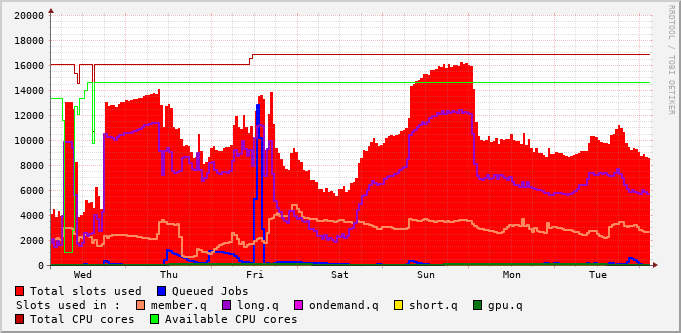 20000
18000
16000
14000
12000
10000
8000
6000
4000
2000
0
Wed Thu Fri Sat Sun Mon Tue
RRDTOOL / TOBI OETIKER
Total slots used Queued Jobs
Slots used in : member.q long.q ondemand.q short.q gpu.q
Total CPU cores Available CPU cores